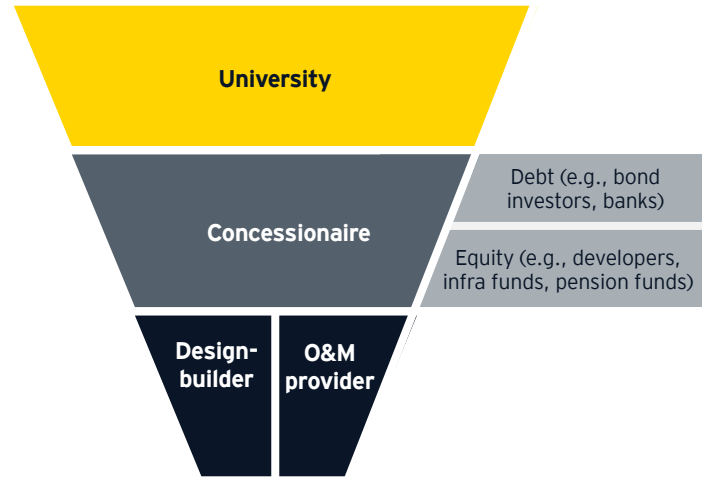 University
Debt (e.g., bond
investors, banks)
Concessionaire
Equity (e.g., developers,
infra funds, pension funds)
Design-
builder
O&M
provider